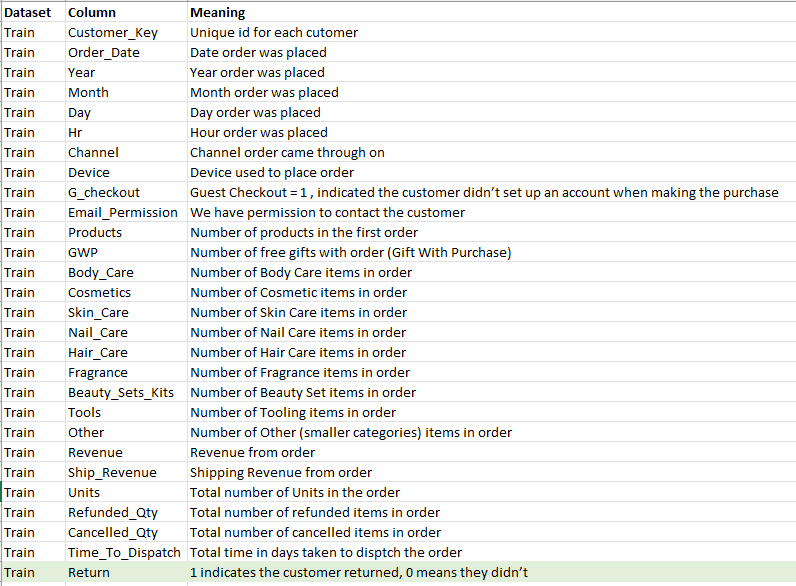 Dataset Column Meaning
Train Customer_Key Unique id for each cutomer
Train Order_Date Date order was placed
Train Year Year order was placed
Train Month Month order was placed
Train Day Day order was placed
Train Hr Hour order was placed
Train Channel Channel order came through on
Train Device Device used to place order
Train G_checkout Guest Checkout = 1 , indicated the customer didn’t set up an account when making the purchase
Train Email_Permission We have permission to contact the customer
Train Products Number of products in the first order
Train GWP Number of free gifts with order (Gift With Purchase)
Train Body_Care Number of Body Care items in order
Train Cosmetics Number of Cosmetic items in order
Train Skin_Care Number of Skin Care items in order
Train Nail_Care Number of Nail Care items in order
Train Hair_Care Number of Hair Care items in order
Train Fragrance Number of Fragrance items in order
Train Beauty_Sets_Kits Number of Beauty Set items in order
Train Tools Number of Tooling items in order
Train Other Number of Other (smaller categories) items in order
Train Revenue Revenue from order
Train Ship_Revenue Shipping Revenue from order
Train Units Total number of Units in the order
Train Refunded_Qty Total number of refunded items in order
Train Cancelled_Qty Total number of cancelled items in order
Train Time_To_Dispatch Total time in days taken to disptch the order
Train Return 1 indicates the customer returned, 0 means they didn’t